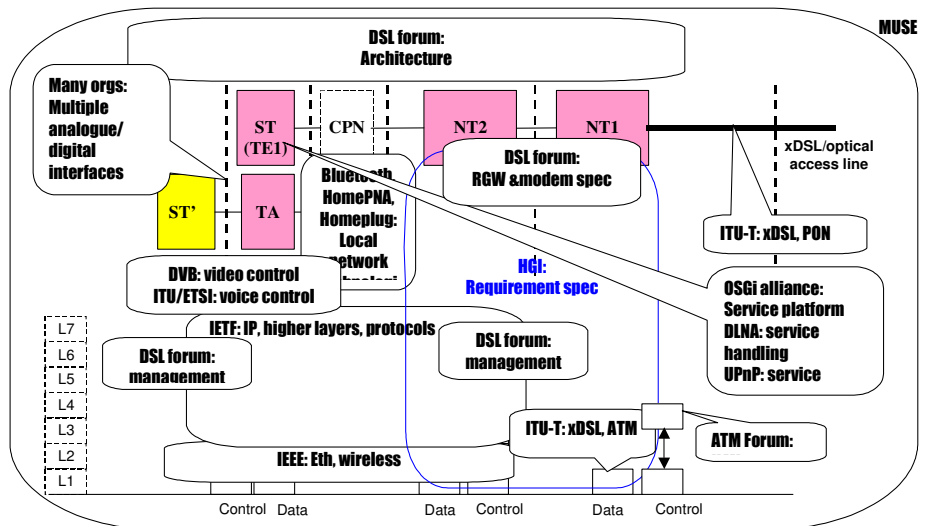 MUSE
DSL forum:
Architecture
Many orgs:
Multiple
analogue/
digital
interfaces
ST
(TE1)
CPN
NT2
NT1
xDSL/optical
access line
DSL forum:
RGW &modem spec
Bluetooth,
HomePNA,
Homeplug:
Local
network
ST'
TA
ITU-T: xDSL, PON
DVB: video control
ITU/ETSI: voice control
HGI:
Requirement spec
OSGi alliance:
Service platform
DLNA: service
handling
UPnP: service
IETF: IP, higher layers, protocols
DSL forum:
management
DSL forum:
management
L7
L6
L5
L4
L3
L2
L1
ITU-T: xDSL, ATM
ATM Forum:
IEEE: Eth, wireless
Control Data
Data Control
Data Control